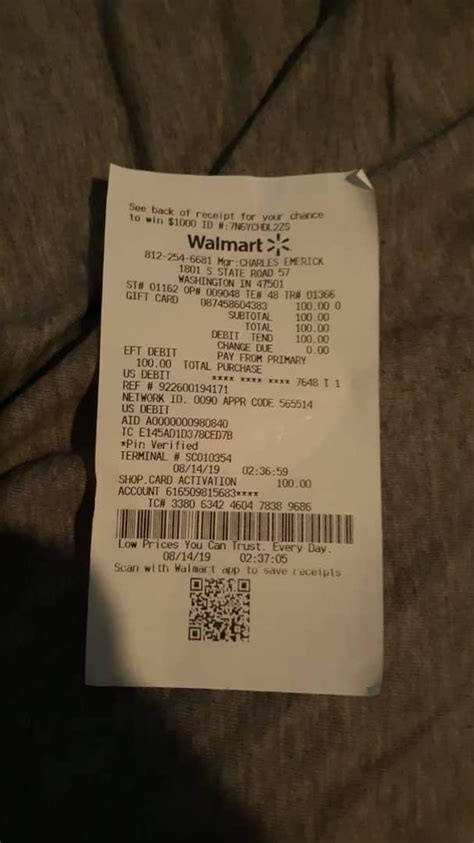 See back of receipt for your chance
to win $1000 ID #:7N6YCHDL2ZS
Walmart
812-254-6681 Mgr:CHARLES EMERICK
1801 S STATE ROAD 57
WASHINGTON IN 47501
ST# 01162 OP# 009048 TE# 48 TR# 01366
GIFT CARD 087458604383 100.00 O
SUBTOTAL 100.00
TOTAL 100.00
DEBIT TEND 100.00
CHANGE DUE 0.00
EFT DEBIT PAY FROM PRIMARY
100.00 TOTAL PURCHASE
US DEBIT **** **** **** 7648 I 1
REF # 922600194171
NETWORK ID. 0090 APPR CODE 565514
US DEBIT
AID A0000000980840
TC E145AD1D378CED7B
*Pin Verified
TERMINAL # SC010354
08/14/19 02:36:59
SHOP.CARD ACTIVATION 100.00
ACCOUNT 616509815683****
TC# 3380 6342 4604 7838 9686
Low Prices You Can Trust. Every Day.
08/14/19 02:37:05
Scan with Walmart app to save receipts